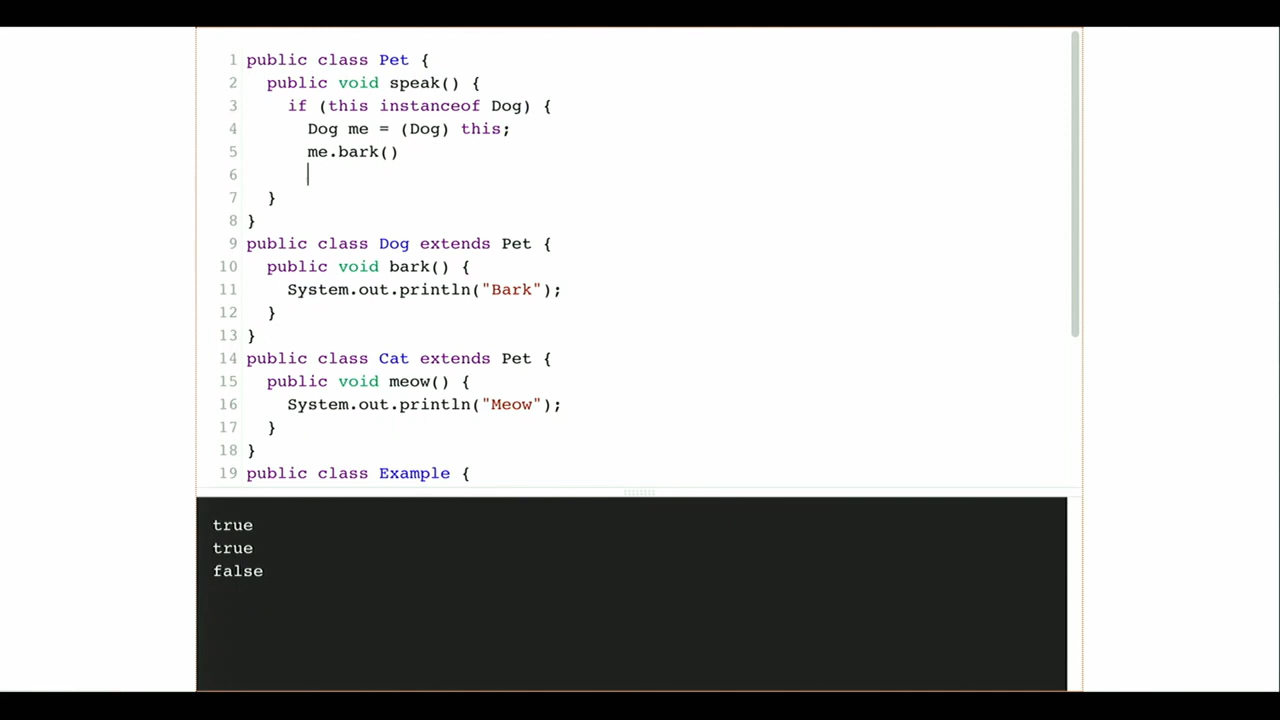 1 public class Pet {
2 public void speak() {
3 if (this instanceof Dog) {
4 Dog me = (Dog) this;
5 me.bark()
6
7 }
8 }
9 public class Dog extends Pet {
10 public void bark() {
11 System.out.println("Bark");
12 }
13 }
14 public class Cat extends Pet {
15 public void meow() {
16 System.out.println("Meow");
17 }
18 }
19 public class Example {
true
true
false